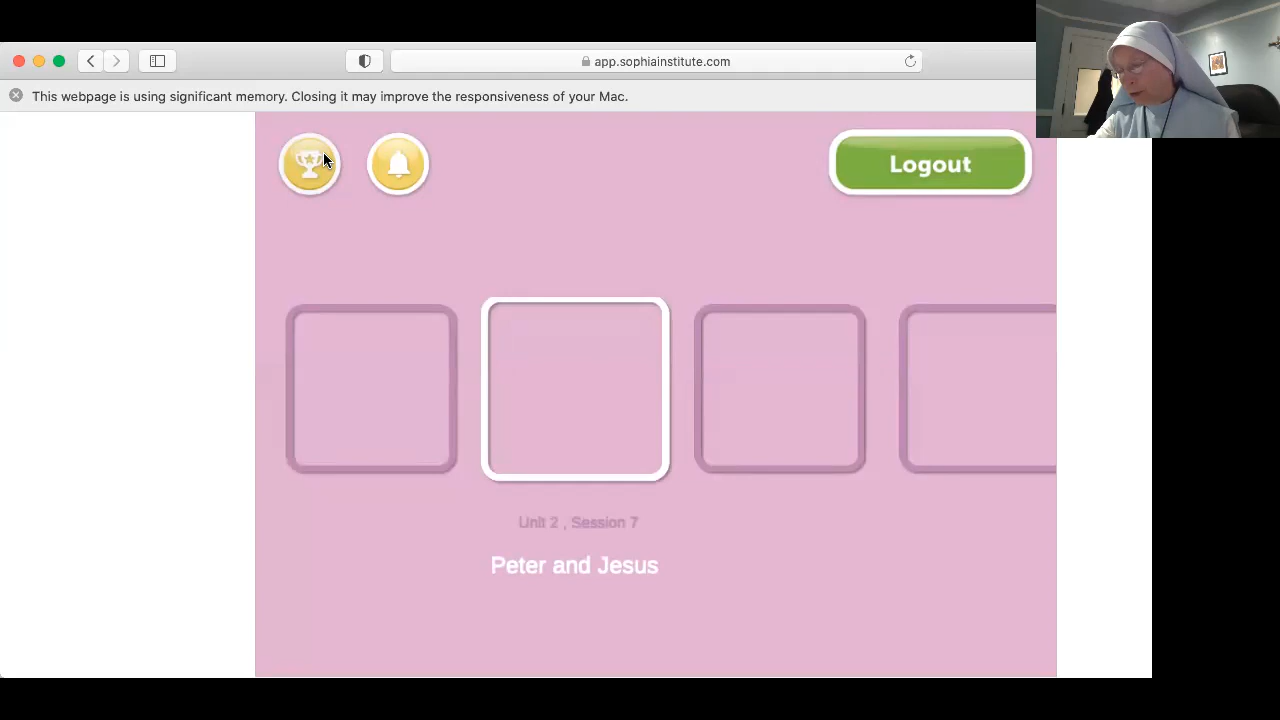 app.sophiainstitute.com
This webpage is using significant memory. Closing it may improve the responsiveness of your Mac.
Logout
Unit 2 , Session 7
Peter and Jesus